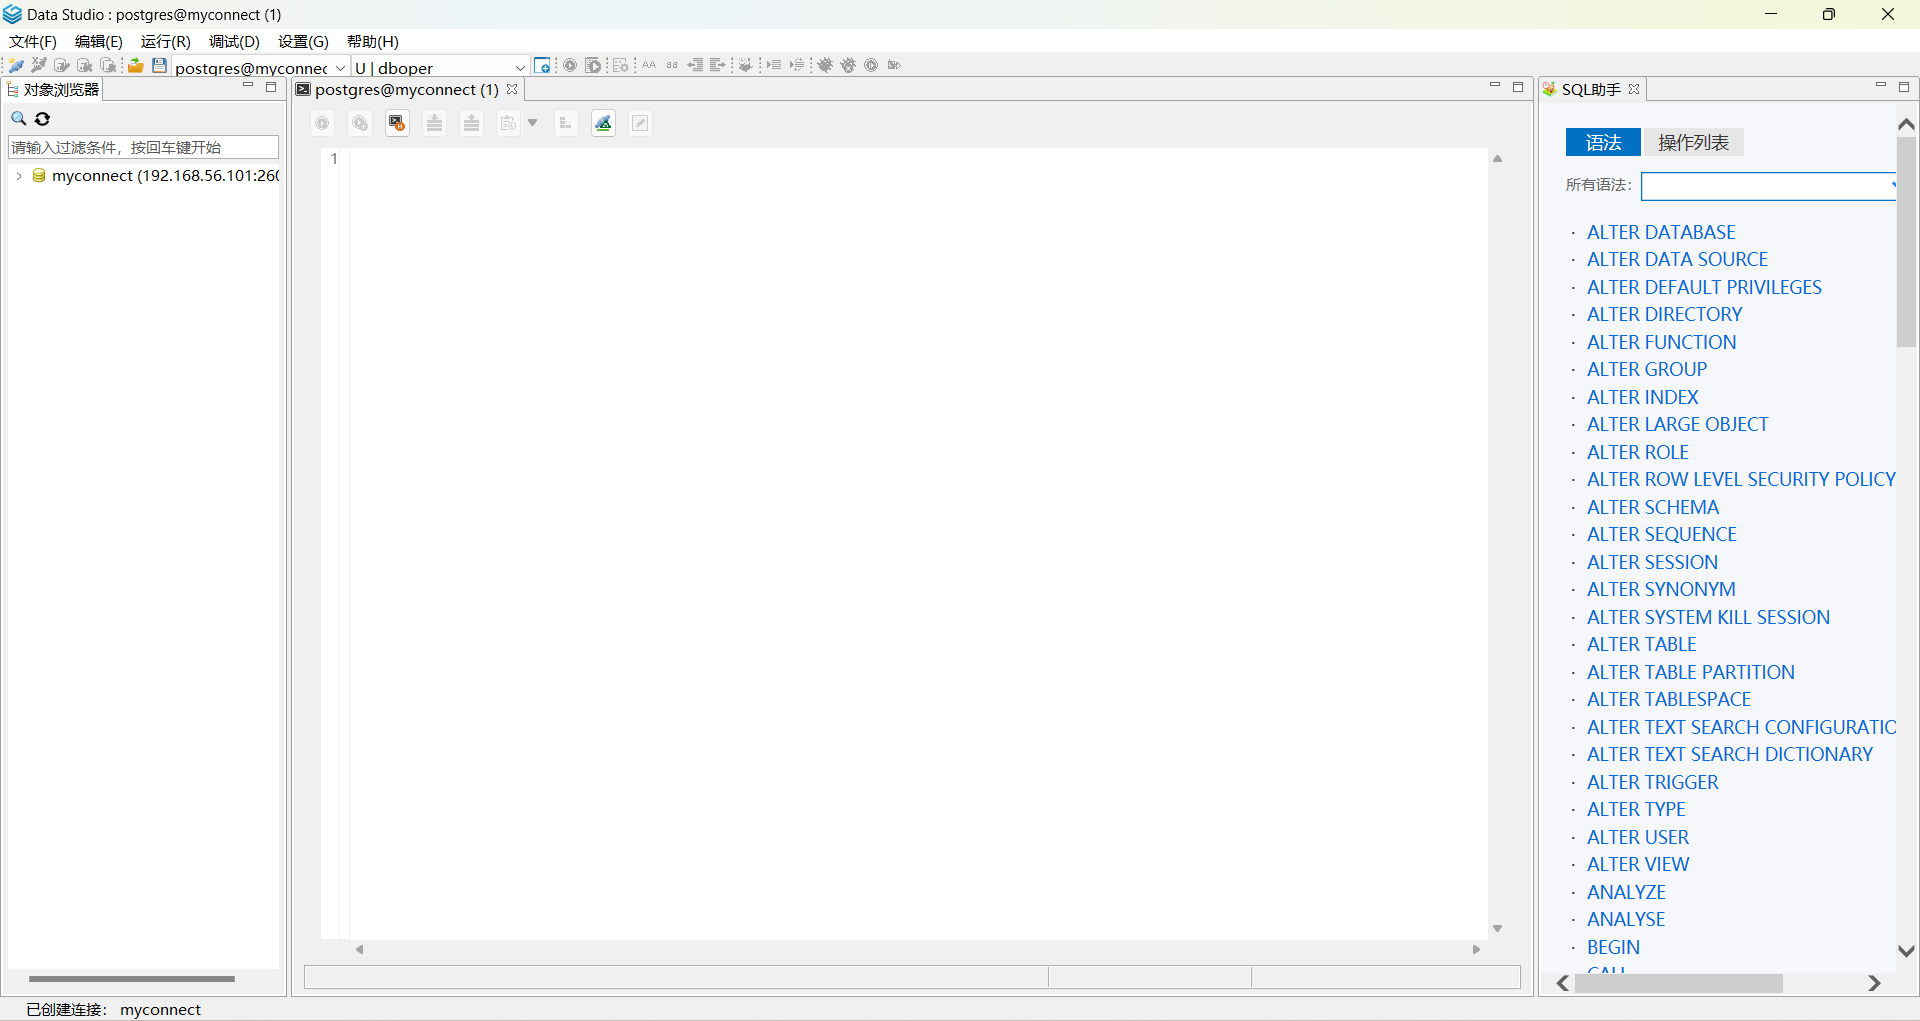 Data Studio : postgres@myconnect (1)
文件(F) 编辑(E) 运行(R) 调试(D) 设置(G) 帮助(H)
postgres@myconnec U | dboper AA aa
对象浏览器
请输入过滤条件，按回车键开始
myconnect (192.168.56.101:260
postgres@myconnect (1)
1
SQL助手
语法 操作列表
所有语法:
· ALTER DATABASE
· ALTER DATA SOURCE
· ALTER DEFAULT PRIVILEGES
· ALTER DIRECTORY
· ALTER FUNCTION
· ALTER GROUP
· ALTER INDEX
· ALTER LARGE OBJECT
· ALTER ROLE
· ALTER ROW LEVEL SECURITY POLICY
· ALTER SCHEMA
· ALTER SEQUENCE
· ALTER SESSION
· ALTER SYNONYM
· ALTER SYSTEM KILL SESSION
· ALTER TABLE
· ALTER TABLE PARTITION
· ALTER TABLESPACE
· ALTER TEXT SEARCH CONFIGURATIO
· ALTER TEXT SEARCH DICTIONARY
· ALTER TRIGGER
· ALTER TYPE
· ALTER USER
· ALTER VIEW
· ANALYZE
· ANALYSE
· BEGIN
CALL
已创建连接: myconnect